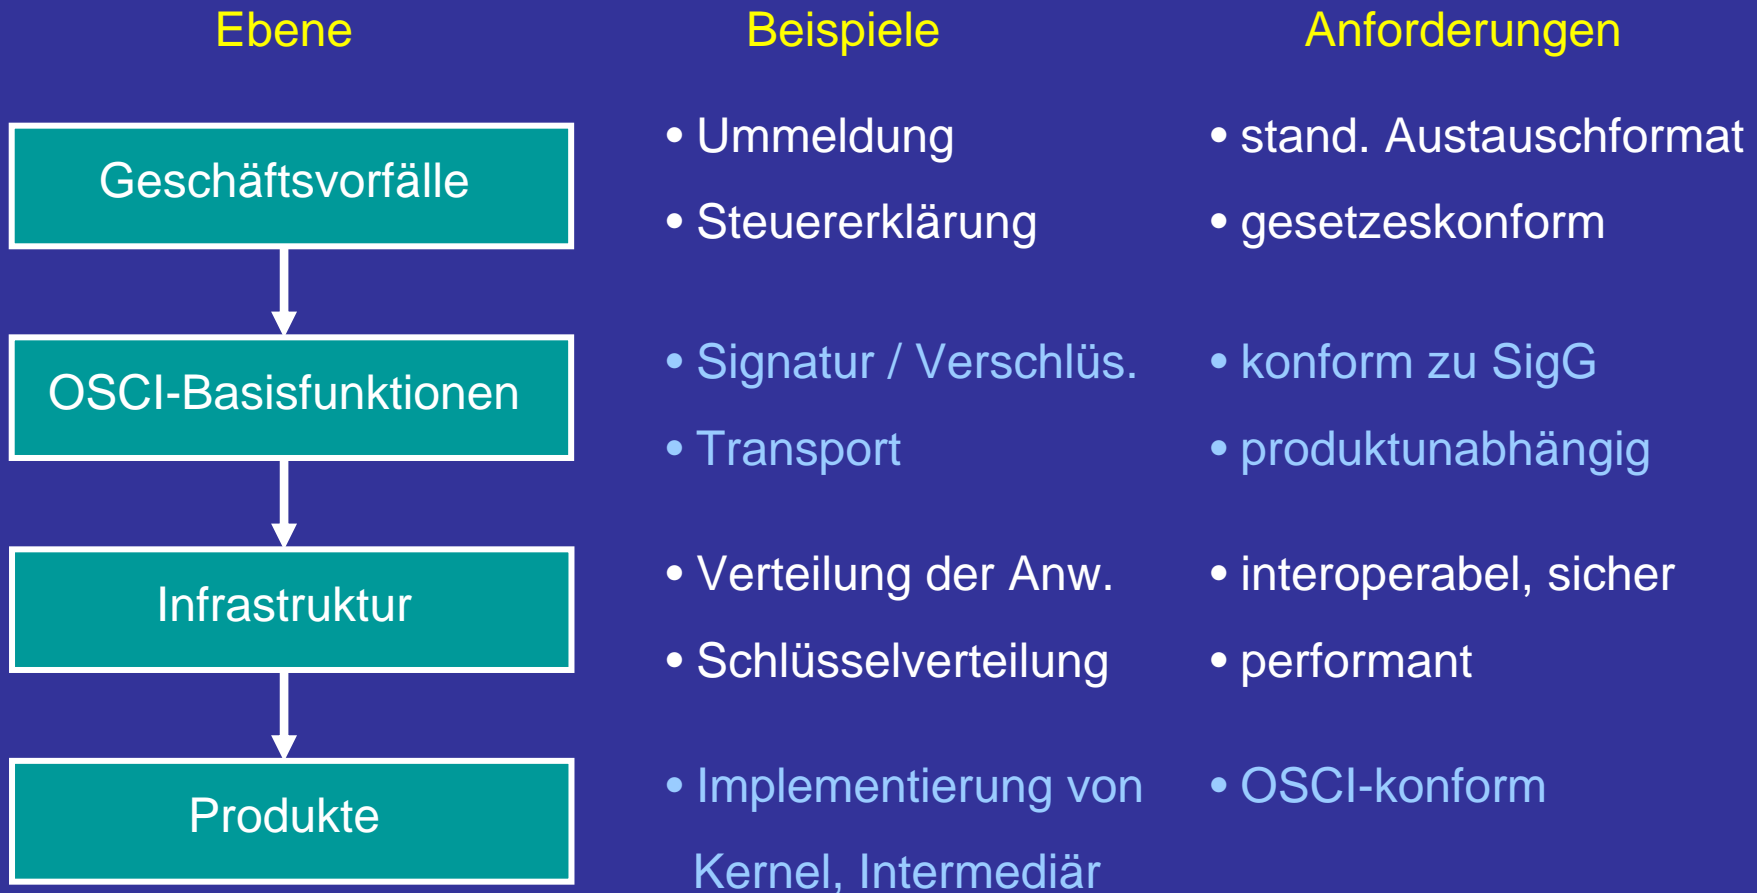 Ebene Beispiele Anforderungen
Geschäftsvorfälle
• Ummeldung • stand. Austauschformat
• Steuererklärung • gesetzeskonform
OSCI-Basisfunktionen
• Signatur / Verschlüs. • konform zu SigG
• Transport • produktunabhängig
Infrastruktur
• Verteilung der Anw. • interoperabel, sicher
• Schlüsselverteilung • performant
Produkte
• Implementierung von • OSCI-konform
Kernel, Intermediär